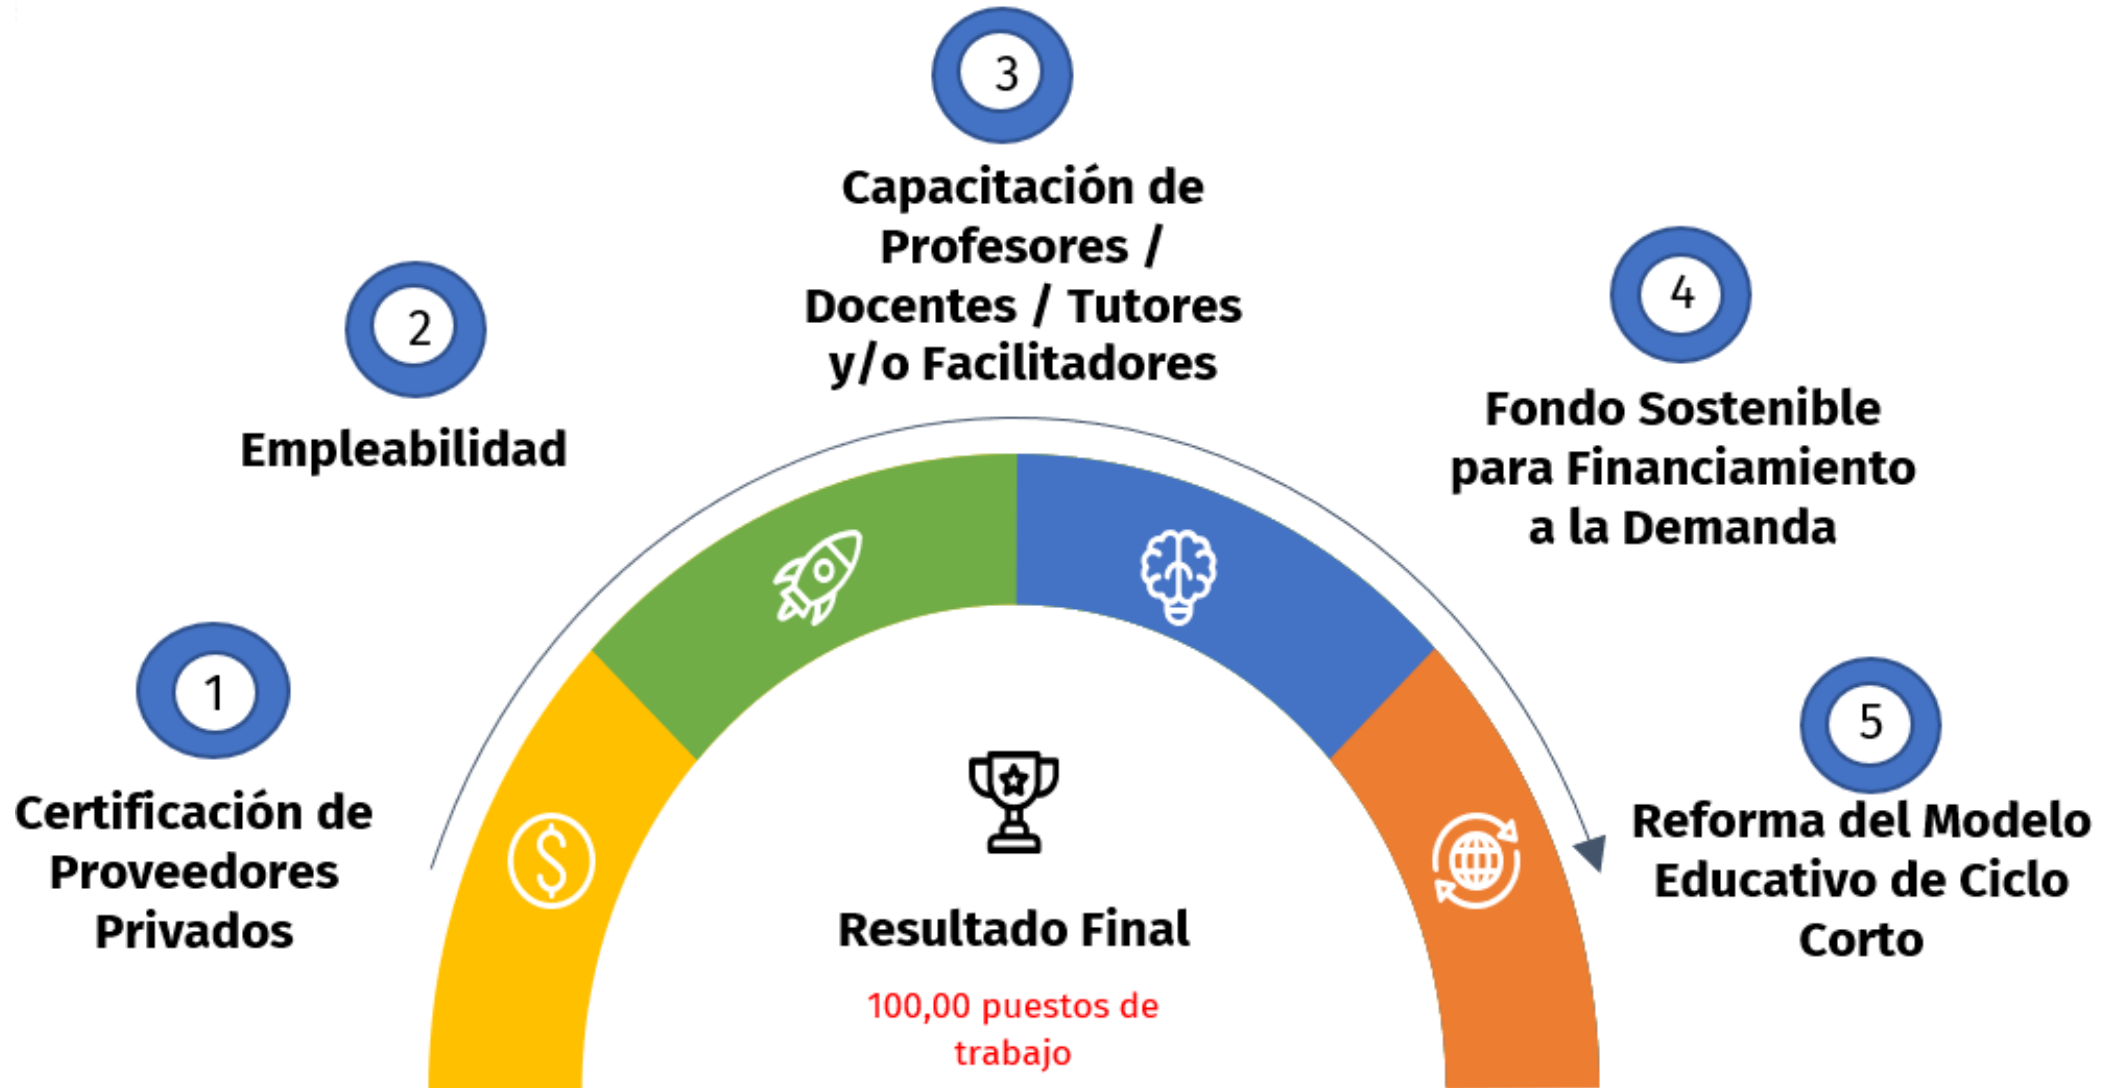 1
Certificación de
Proveedores
Privados
2
Empleabilidad
3
Capacitación de
Profesores /
Docentes / Tutores
y/o Facilitadores
4
Fondo Sostenible
para Financiamiento
a la Demanda
5
Reforma del Modelo
Educativo de Ciclo
Corto
Resultado Final
100,00 puestos de
trabajo